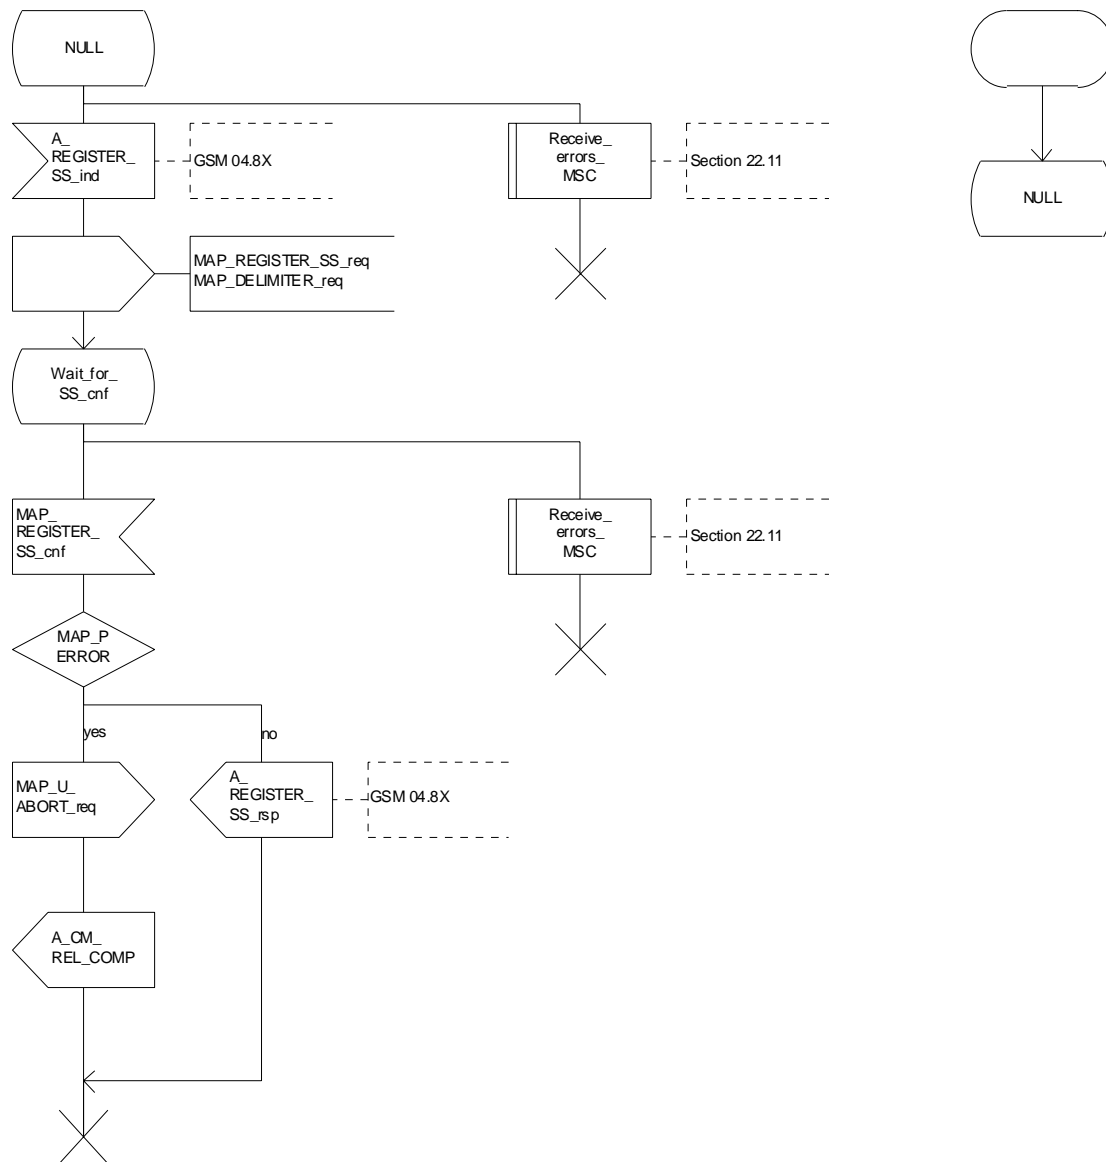 NULL
A_
REGISTER_
SS_ind
GSM 04.8X
Receive_
errors_
MSC
Section 22.11
NULL
MAP_REGISTER_SS_req
MAP_DELIMITER_req
Wait_for_
SS_cnf
MAP_
REGISTER_
SS_cnf
Receive_
errors_
MSC
Section 22.11
MAP_P
ERROR
yes
no
MAP_U_
ABORT_req
A_
REGISTER_
SS_rsp
GSM 04.8X
A_CM_
REL_COMP